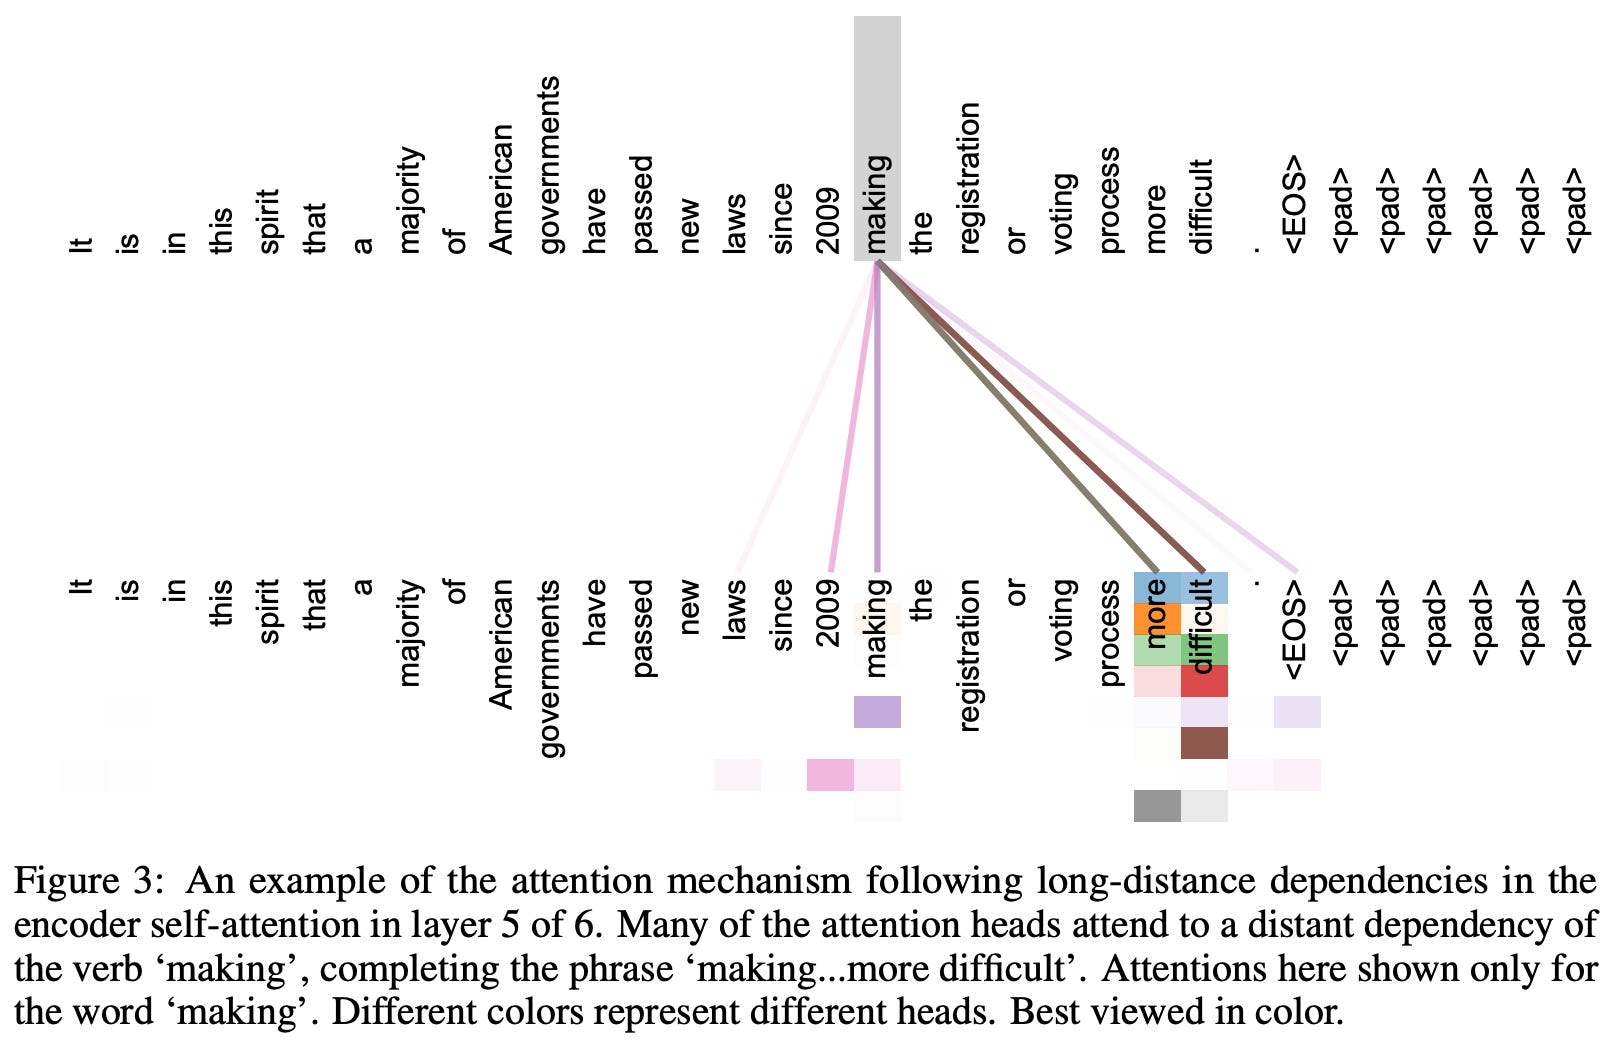 It is in this spirit that a majority of American governments have passed new laws since 2009 making the registration or voting process more difficult . <EOS> <pad> <pad> <pad> <pad> <pad> <pad>
It is in this spirit that a majority of American governments have passed new laws since 2009 making the registration or voting process more difficult . <EOS> <pad> <pad> <pad> <pad> <pad> <pad>
Figure 3: An example of the attention mechanism following long-distance dependencies in the
encoder self-attention in layer 5 of 6. Many of the attention heads attend to a distant dependency of
the verb ‘making’, completing the phrase ‘making...more difficult’. Attentions here shown only for
the word ‘making’. Different colors represent different heads. Best viewed in color.